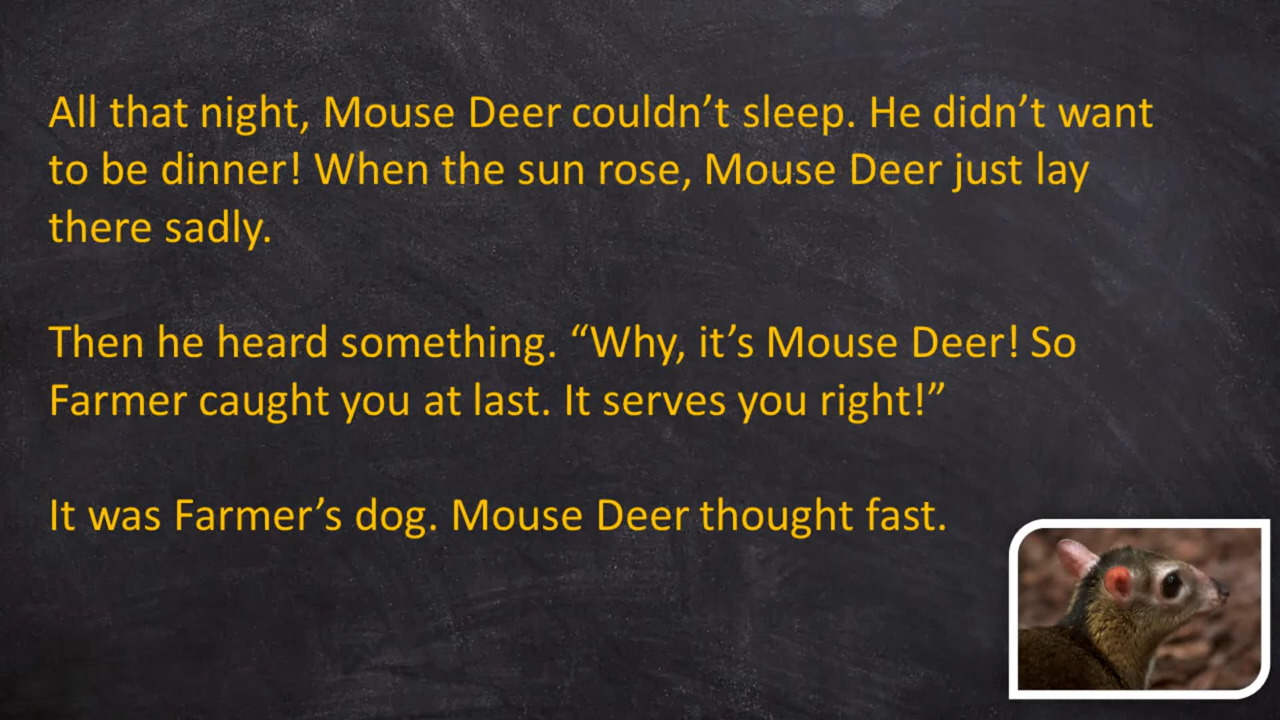 All that night, Mouse Deer couldn’t sleep. He didn’t want
to be dinner! When the sun rose, Mouse Deer just lay
there sadly.
Then he heard something. “Why, it’s Mouse Deer! So
Farmer caught you at last. It serves you right!”
It was Farmer’s dog. Mouse Deer thought fast.